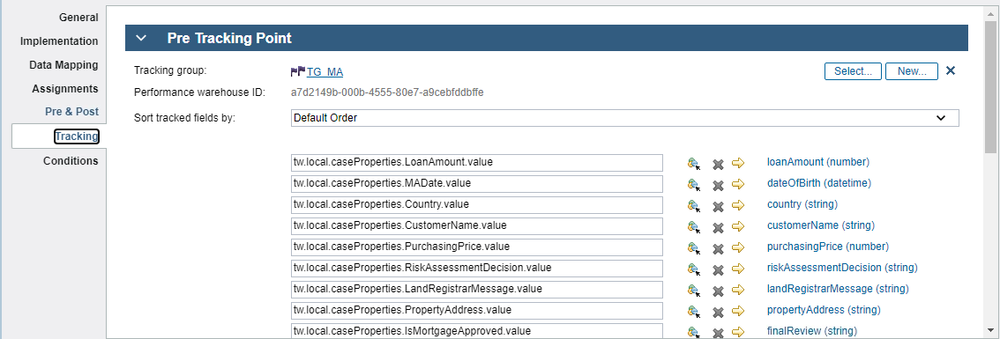 General
Implementation
Data Mapping
Assignments
Pre & Post
Tracking
Conditions
Pre Tracking Point
Tracking group: TG_MA Select... New...
Performance warehouse ID: a7d2149b-000b-4555-80e7-a9cebfddbffe
Sort tracked fields by: Default Order
tw.local.caseProperties.LoanAmount.value loanAmount (number)
tw.local.caseProperties.MADate.value dateOfBirth (datetime)
tw.local.caseProperties.Country.value country (string)
tw.local.caseProperties.CustomerName.value customerName (string)
tw.local.caseProperties.PurchasingPrice.value purchasingPrice (number)
tw.local.caseProperties.RiskAssessmentDecision.value riskAssessmentDecision (string)
tw.local.caseProperties.LandRegistrarMessage.value landRegistrarMessage (string)
tw.local.caseProperties.PropertyAddress.value propertyAddress (string)
tw.local.caseProperties.IsMortgageApproved.value finalReview (string)